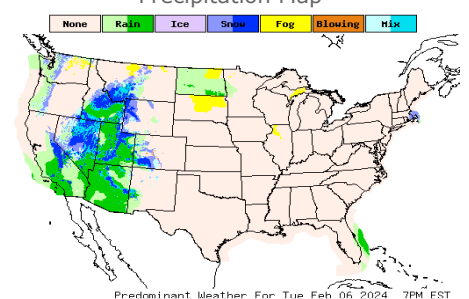 Precipitation Map
None Rain Ice Snow Fog Blowing Mix
Predominant Weather For Tue Feb 06 2024 7PM EST